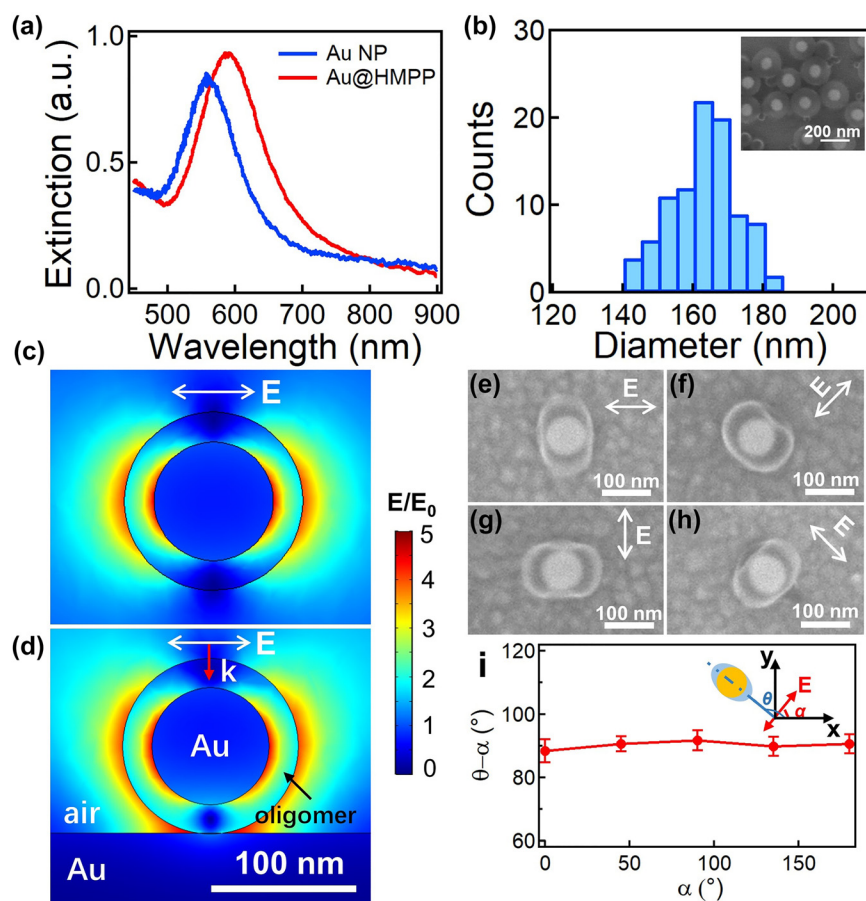 (a)
Extinction (a.u.)
1.0
0.5
0.0
Au NP
Au@HMPP
500 600 700 800 900
Wavelength (nm)
(b)
Counts
30
20
10
0
200 nm
120 140 160 180 200
Diameter (nm)
(c)
E
(d)
E
k
Au
oligomer
air
Au
100 nm
E/E0
5
4
3
2
1
0
(e)
E
100 nm
(f)
E
100 nm
(g)
E
100 nm
(h)
E
100 nm
i
θ−α (°)
120
100
80
60
y
θ
E
α
x
0 50 100 150
α (°)